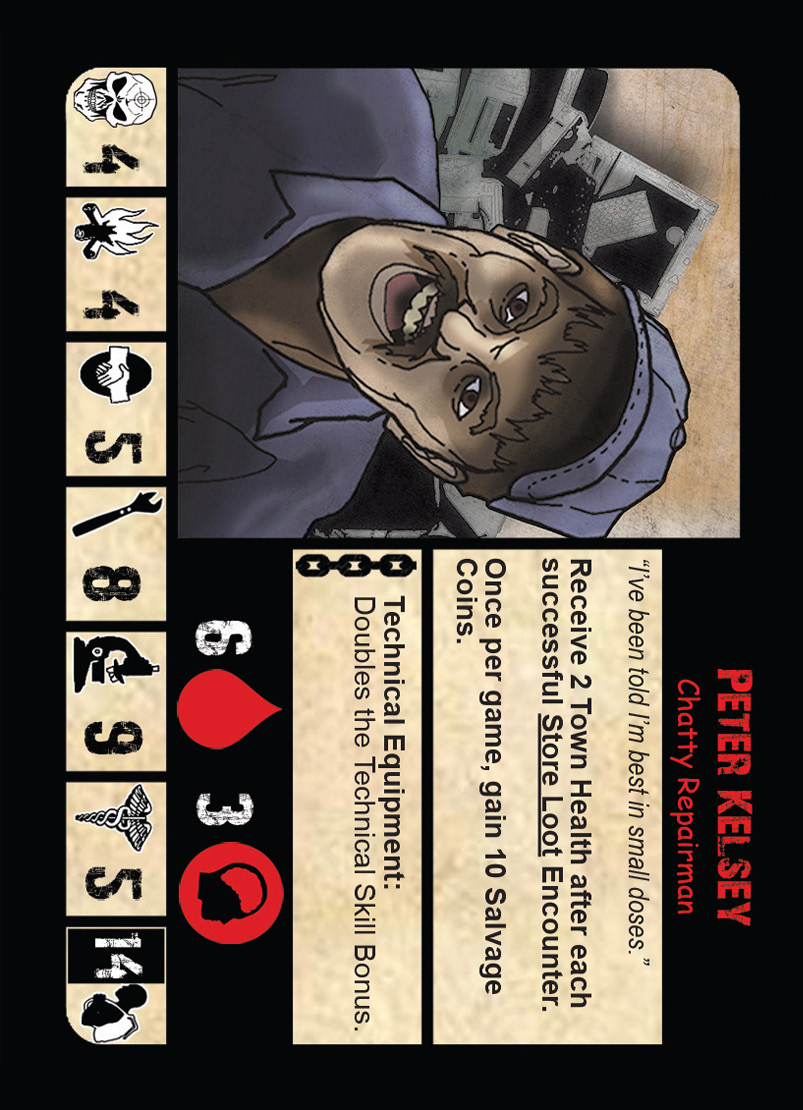 PETER KELSEY
Chatty Repairman
"I've been told I'm best in small doses."
Receive 2 Town Health after each
successful Store Loot Encounter.
Once per game, gain 10 Salvage
Coins.
Technical Equipment:
Doubles the Technical Skill Bonus.
6 3
4 4 5 8 9 5 14